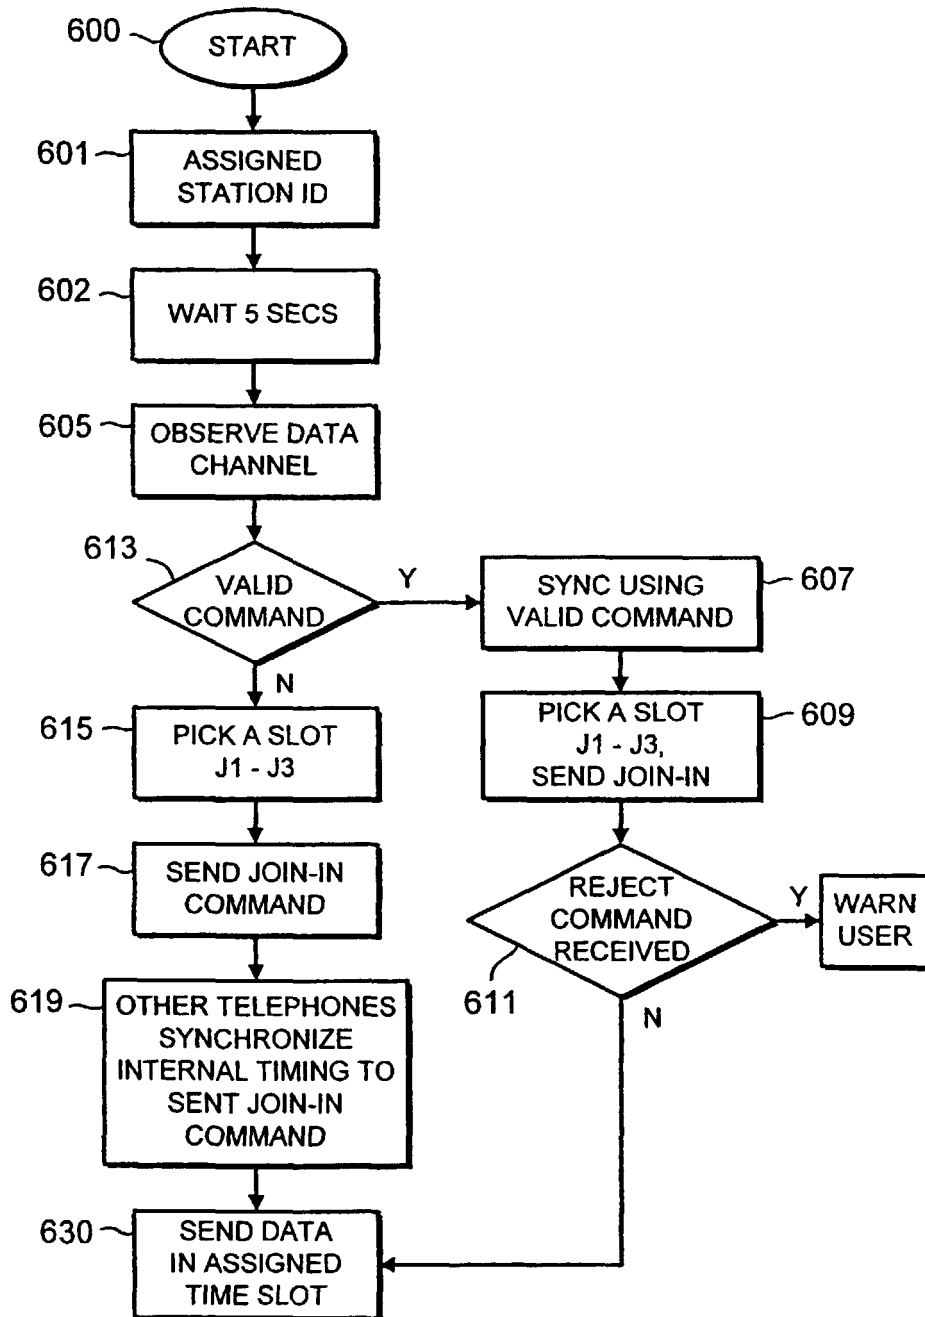 600
START
601
ASSIGNED
STATION ID
602
WAIT 5 SECS
605
OBSERVE DATA
CHANNEL
613
VALID
COMMAND
Y
N
SYNC USING
VALID COMMAND
607
615
PICK A SLOT
J1 - J3
PICK A SLOT
J1 - J3,
SEND JOIN-IN
609
617
SEND JOIN-IN
COMMAND
REJECT
COMMAND
RECEIVED
611
Y
N
WARN
USER
619
OTHER TELEPHONES
SYNCHRONIZE
INTERNAL TIMING TO
SENT JOIN-IN
COMMAND
630
SEND DATA
IN ASSIGNED
TIME SLOT